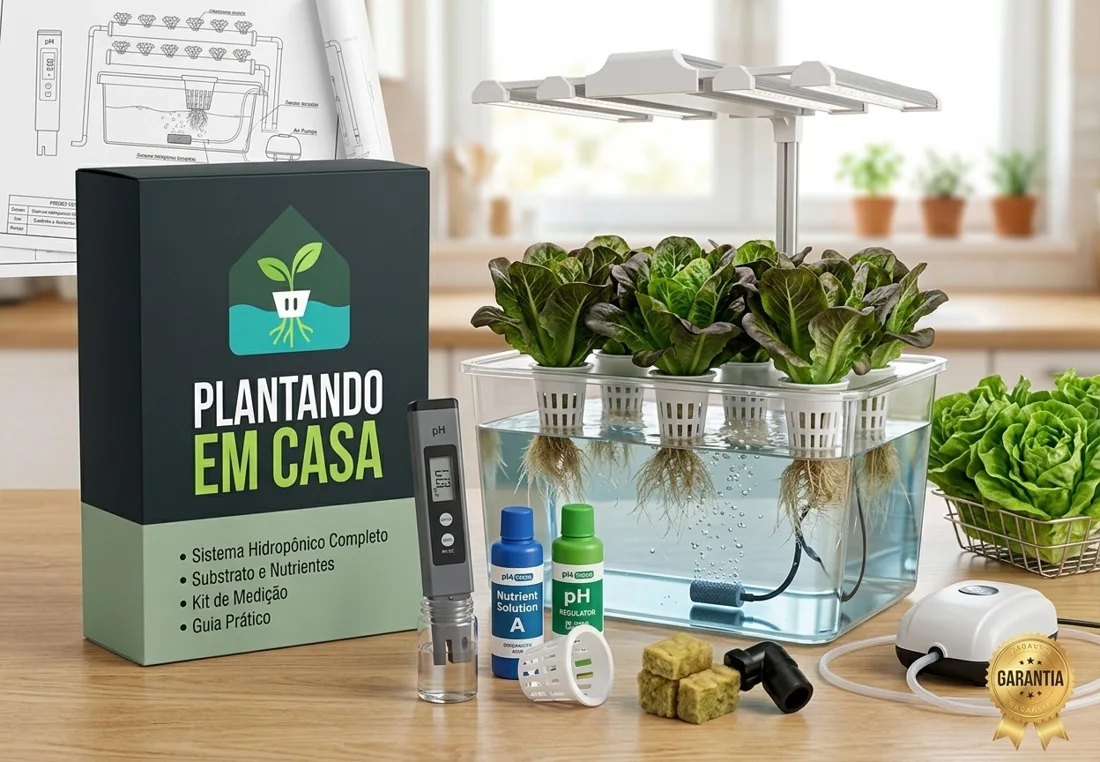 pH
Air Pump
PLANTANDO
EM CASA
• Sistema Hidropônico Completo
• Substrato e Nutrientes
• Kit de Medição
• Guia Prático
pH
Nutrient
Solution
A
pH
REGULATOR
GARANTIA